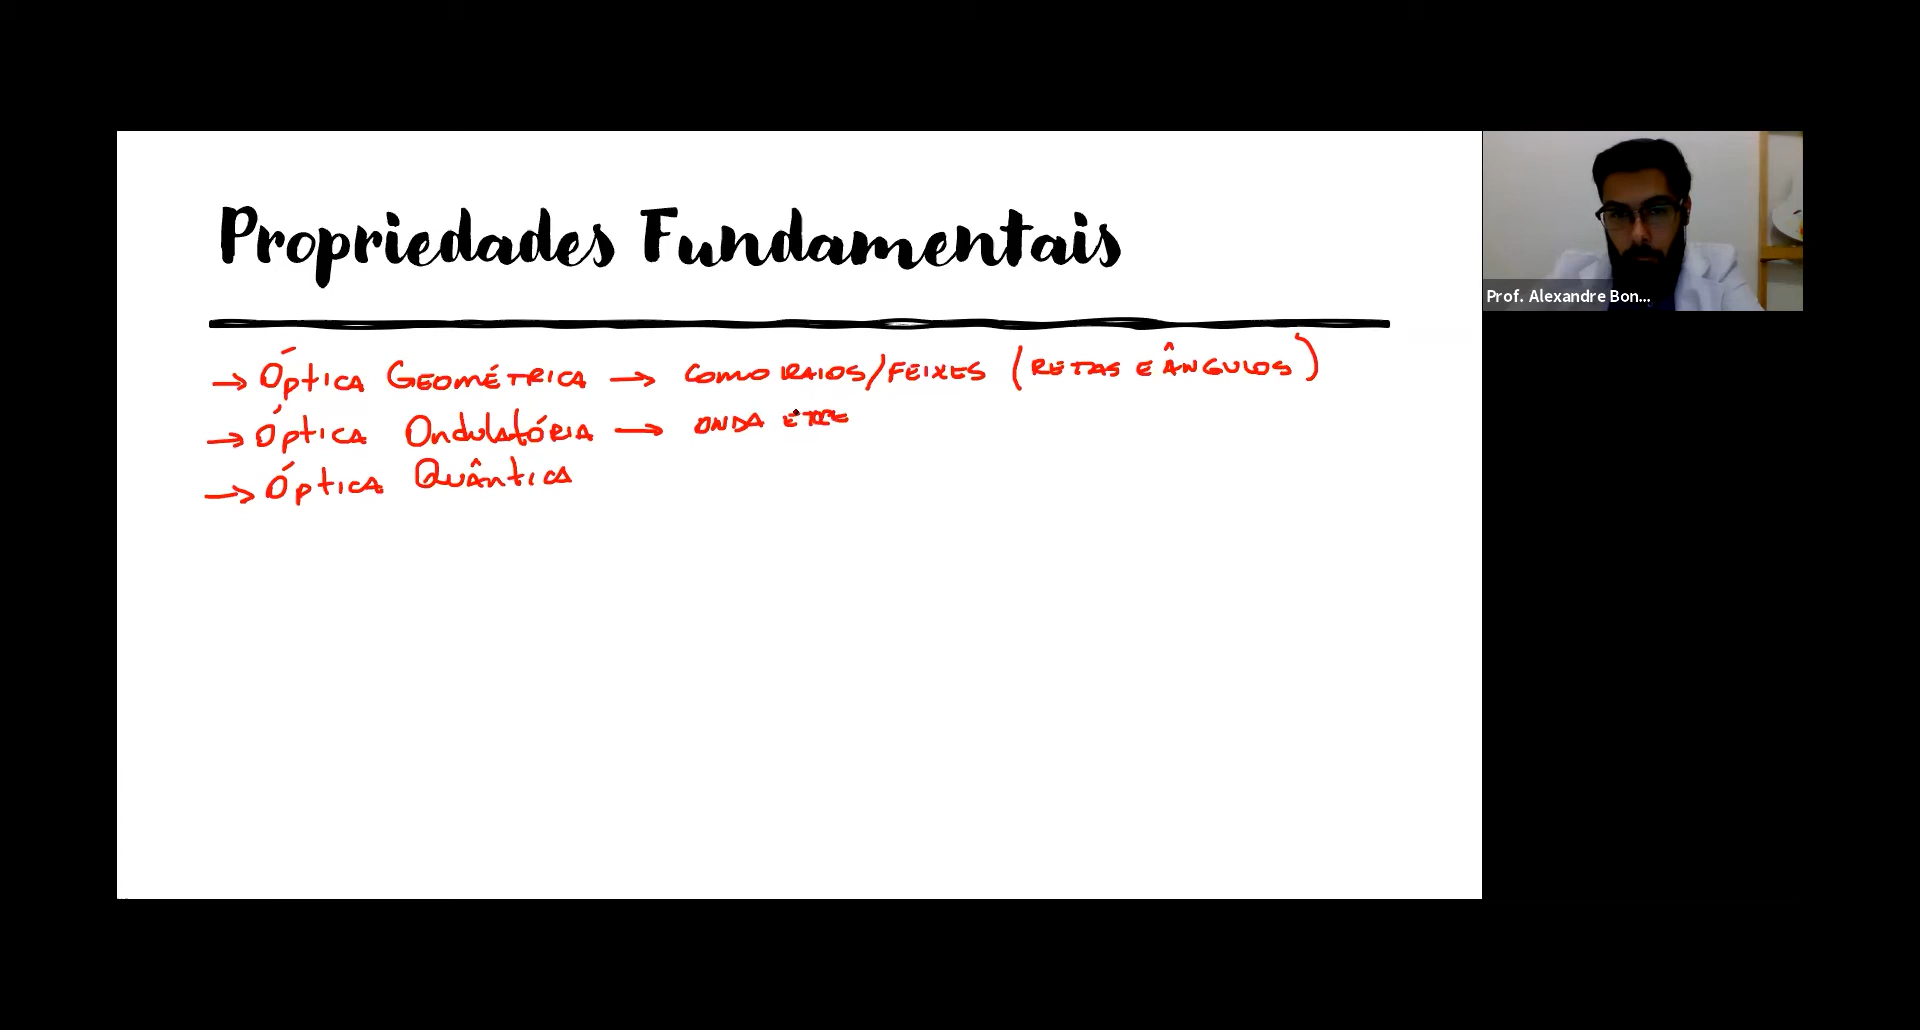 Propriedades Fundamentais
→ Óptica Geométrica → como raios/feixes (retas e ângulos)
→ Óptica Ondulatória → onda
→ Óptica Quântica
Prof. Alexandre Bon...